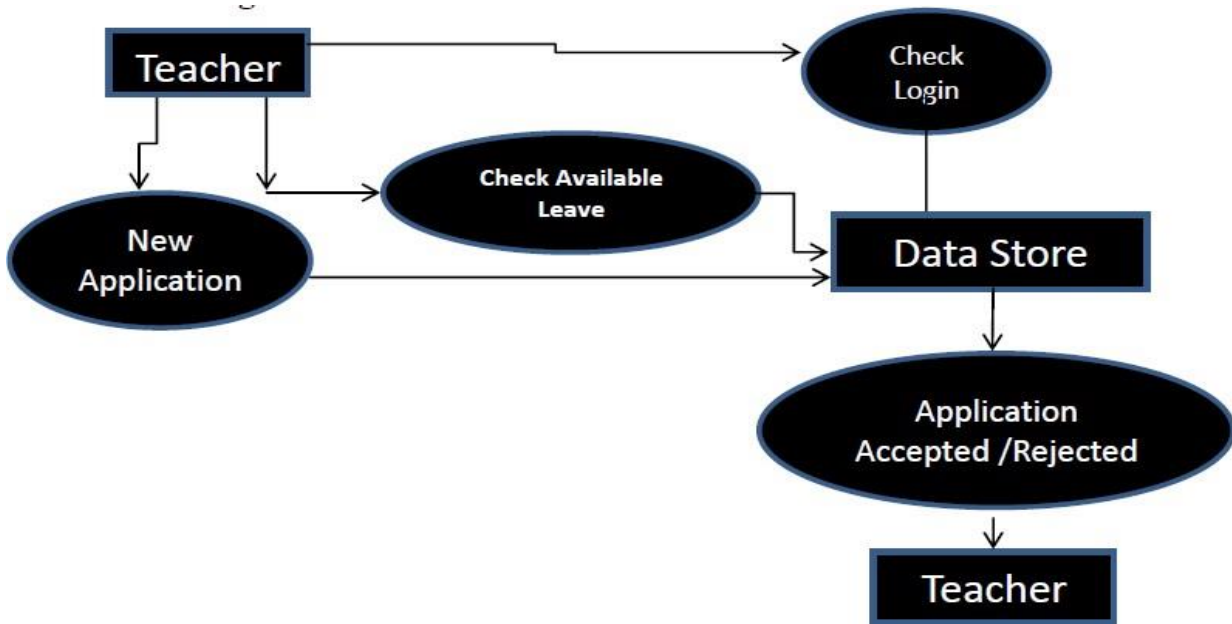 Teacher
Check
Login
Check Available
Leave
New
Application
Data Store
Application
Accepted /Rejected
Teacher